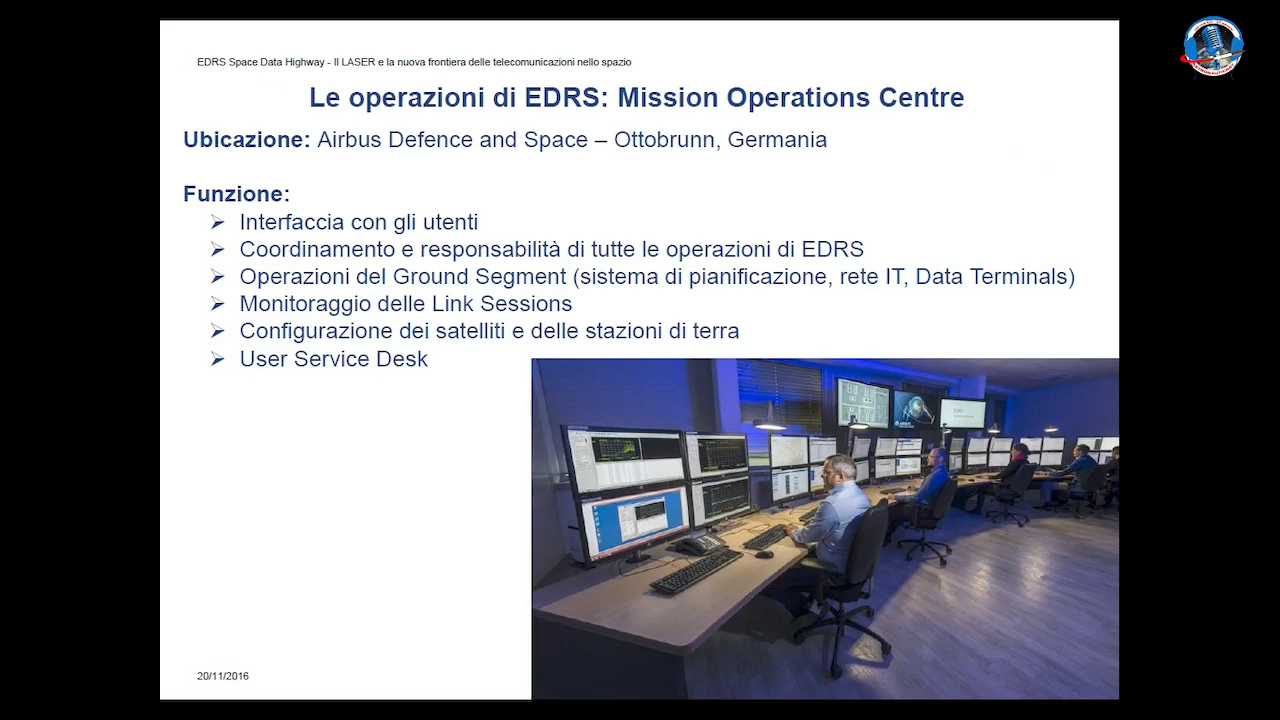 EDRS Space Data Highway - Il LASER e la nuova frontiera delle telecomunicazioni nello spazio
Le operazioni di EDRS: Mission Operations Centre
Ubicazione: Airbus Defence and Space – Ottobrunn, Germania
Funzione:
➢ Interfaccia con gli utenti
➢ Coordinamento e responsabilità di tutte le operazioni di EDRS
➢ Operazioni del Ground Segment (sistema di pianificazione, rete IT, Data Terminals)
➢ Monitoraggio delle Link Sessions
➢ Configurazione dei satelliti e delle stazioni di terra
➢ User Service Desk
20/11/2016